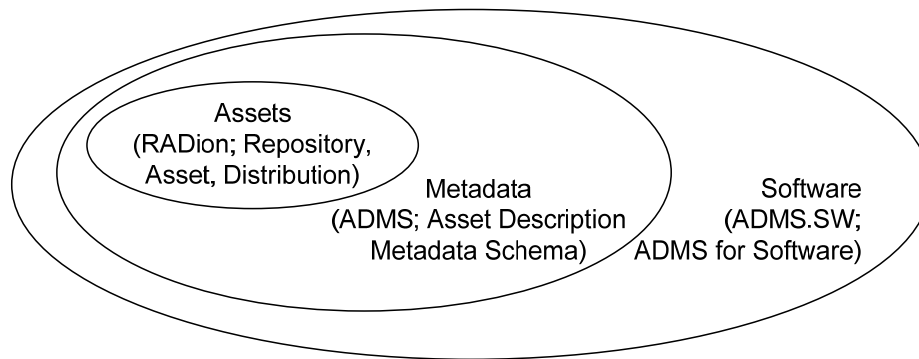 Assets
(RADion; Repository,
Asset, Distribution)
Metadata
(ADMS; Asset Description
Metadata Schema)
Software
(ADMS.SW;
ADMS for Software)